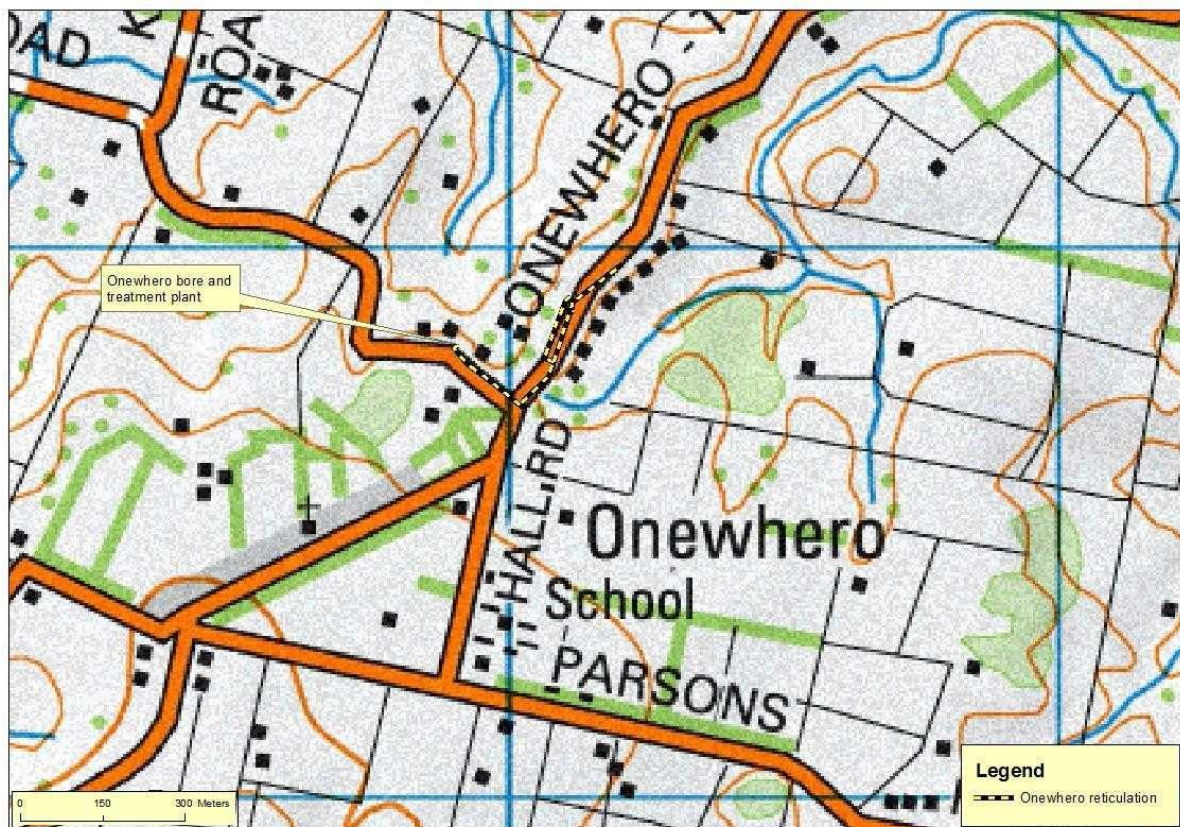 OAD
ROA
ONEWHERO -
Onewhero bore and
treatment plant
HALL RD
Onewhero
School
PARSONS
Legend
Onewhero reticulation
0 150 300 Meters